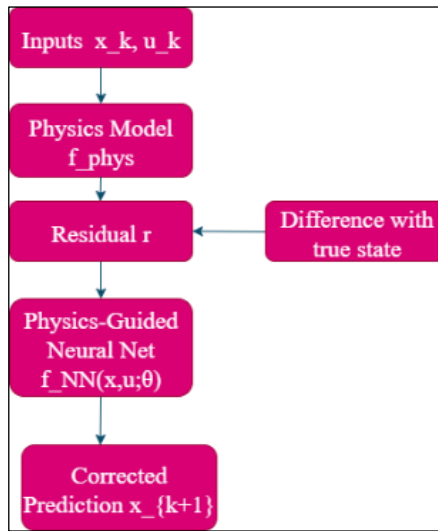 Inputs x_k, u_k
Physics Model
f_phys
Residual r
Difference with
true state
Physics-Guided
Neural Net
f_NN(x,u;θ)
Corrected
Prediction x_{k+1}